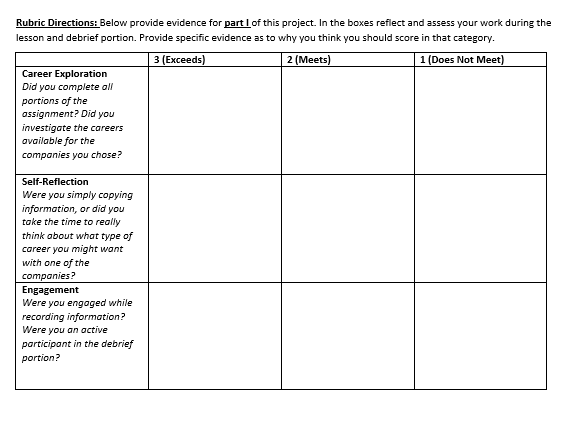 Rubric Directions: Below provide evidence for part I of this project. In the boxes reflect and assess your work during the
lesson and debrief portion. Provide specific evidence as to why you think you should score in that category.
3 (Exceeds) 2 (Meets) 1 (Does Not Meet)
Career Exploration
Did you complete all
portions of the
assignment? Did you
investigate the careers
available for the
companies you chose?
Self-Reflection
Were you simply copying
information, or did you
take the time to really
think about what type of
career you might want
with one of the
companies?
Engagement
Were you engaged while
recording information?
Were you an active
participant in the debrief
portion?